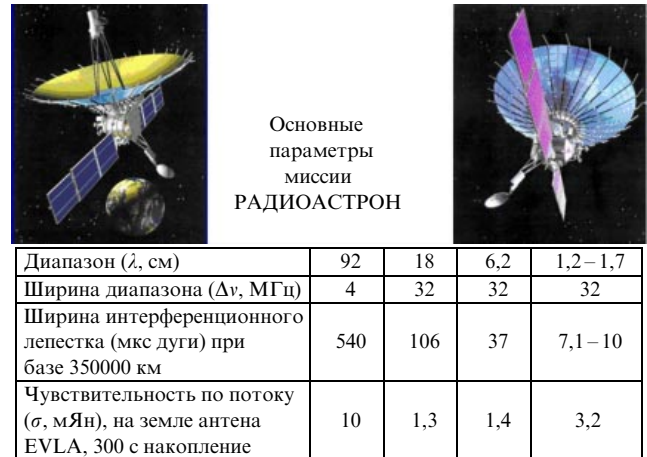 Основные
параметры
миссии
РАДИОАСТРОН
Диапазон (λ, см) 92 18 6,2 1,2–1,7
Ширина диапазона (Δν, МГц) 4 32 32 32
Ширина интерференционного
лепестка (мкс дуги) при 540 106 37 7,1–10
базе 350000 км
Чувствительность по потоку
(σ, мЯн), на земле антена 10 1,3 1,4 3,2
EVLA, 300 с накопление